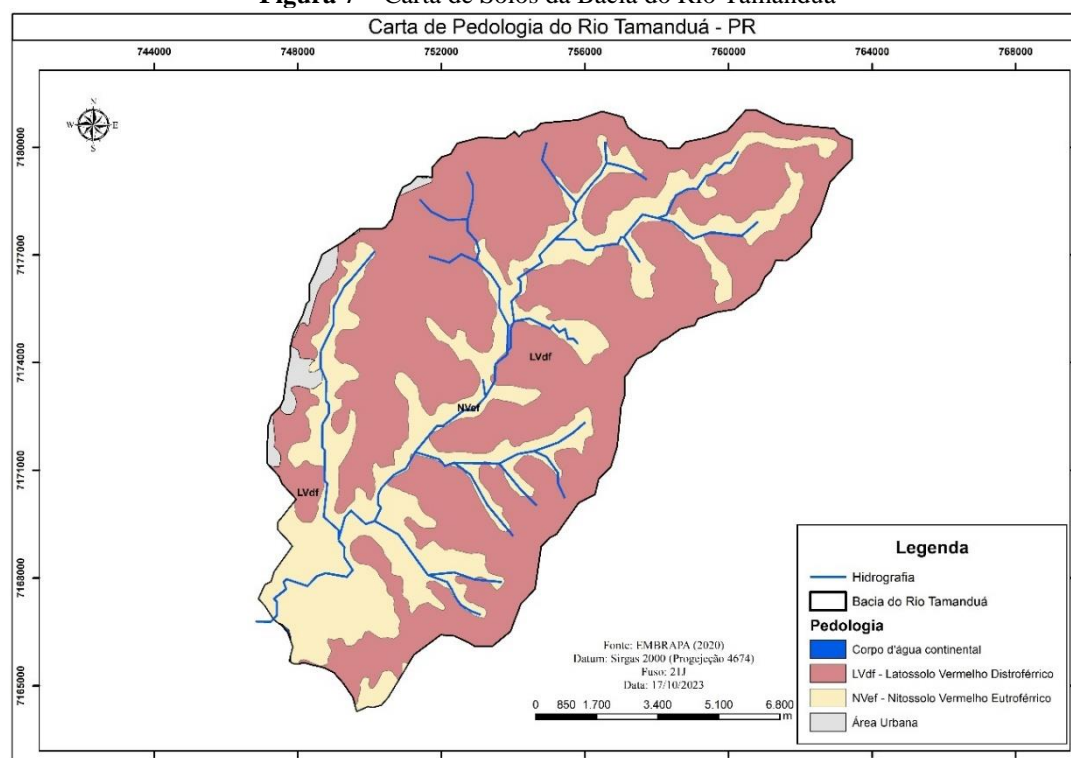 Figura 7 – Carta de Solos da Bacia do Rio Tamanduá
Carta de Pedologia do Rio Tamanduá - PR
744000 748000 752000 756000 760000 764000 768000
7180000
7177000
7174000
7171000
7168000
7165000
N
W E
S
LVdf
NVef
LVdf
Fonte: EMBRAPA (2020)
Datum: Sirgas 2000 (Progejeção 4674)
Fuso: 21J
Data: 17/10/2023
0 850 1.700 3.400 5.100 6.800
m
Legenda
Hidrografia
Bacia do Rio Tamanduá
Pedologia
Corpo d'água continental
LVdf - Latossolo Vermelho Distroférrico
NVef - Nitossolo Vermelho Eutroférrico
Área Urbana